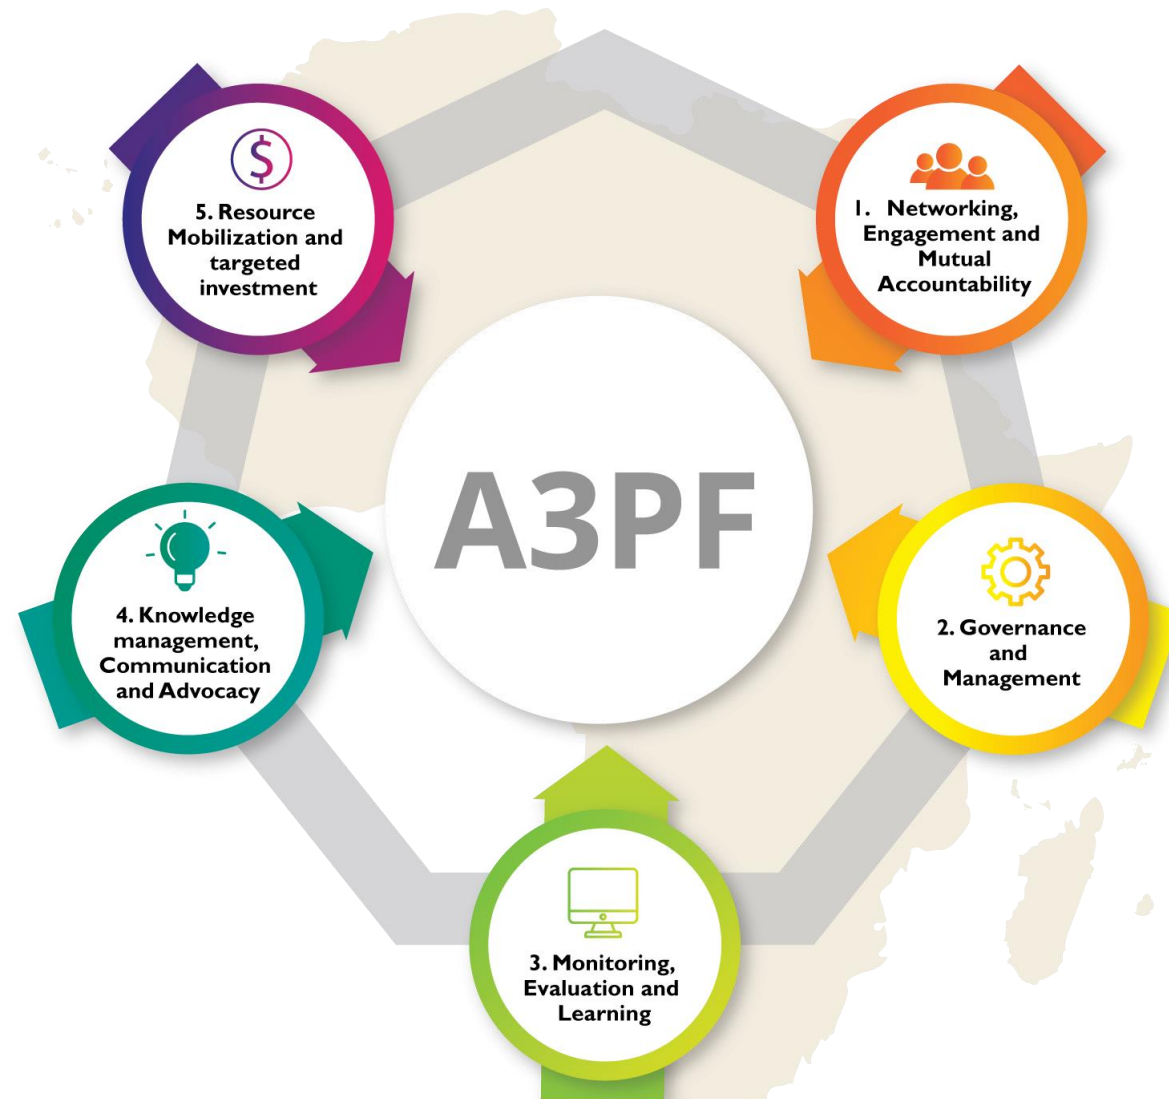 A3PF
1. Networking,
Engagement and
Mutual
Accountability
2. Governance
and
Management
3. Monitoring,
Evaluation and
Learning
4. Knowledge
management,
Communication
and Advocacy
$
5. Resource
Mobilization and
targeted
investment